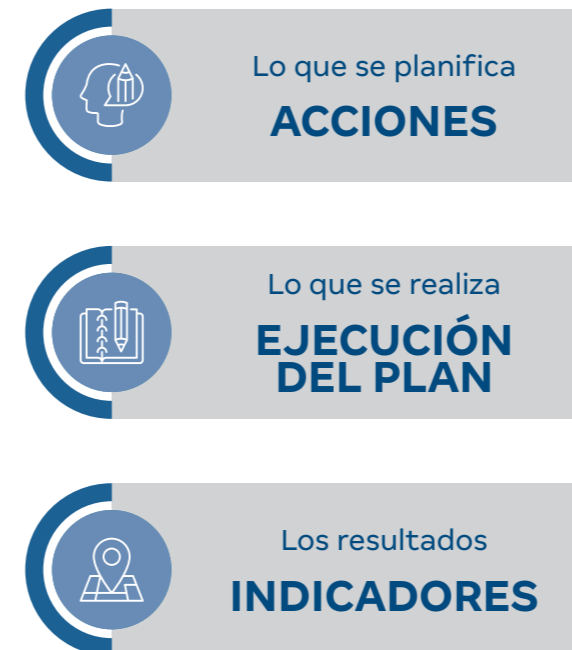 Lo que se planifica
ACCIONES
Lo que se realiza
EJECUCIÓN
DEL PLAN
Los resultados
INDICADORES